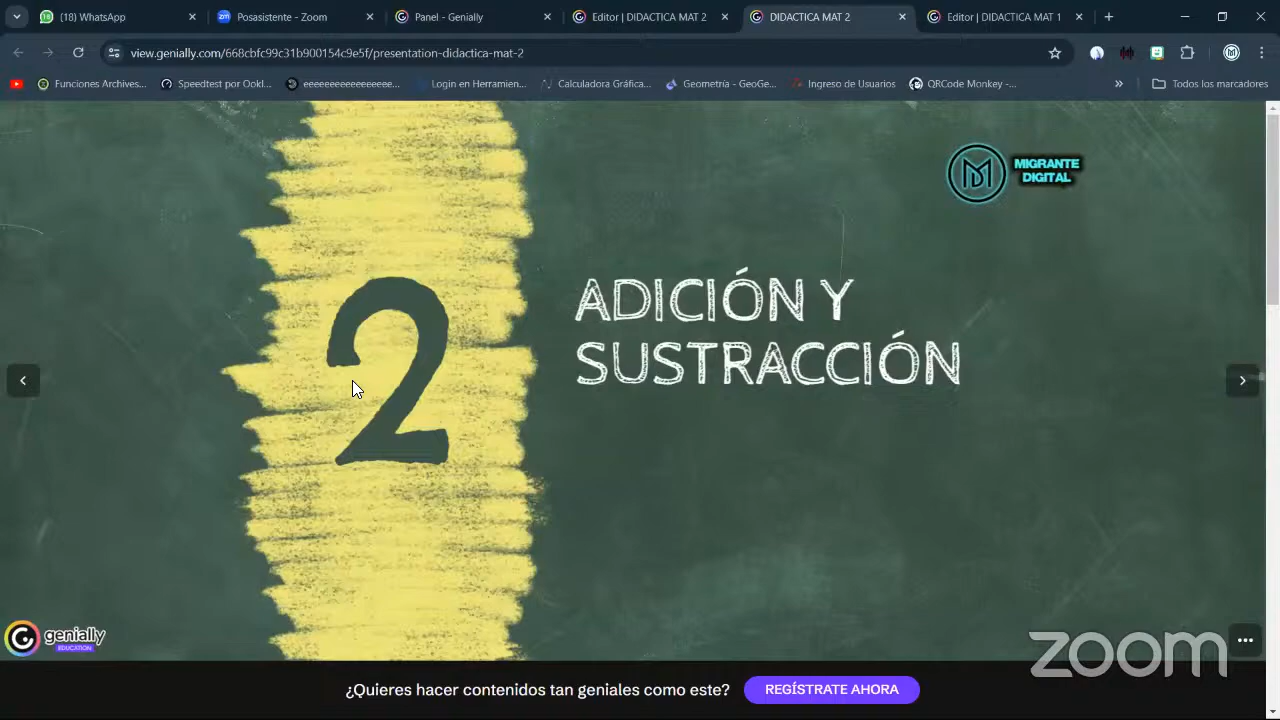 (18) WhatsApp
Posasistente - Zoom
Panel - Genially
Editor | DIDACTICA MAT 2
DIDACTICA MAT 2
Editor | DIDACTICA MAT 1
view.genially.com/668cbfc99c31b900154c9e5f/presentation-didactica-mat-2
Funciones Archives...
Speedtest por Ookl...
eeeeeeeeeeeeeeee...
Login en Herramien...
Calculadora Gráfica...
Geometría - GeoGe...
Ingreso de Usuarios
QRCode Monkey -...
»
Todos los marcadores
MIGRANTE
DIGITAL
2
ADICIÓN Y
SUSTRACCIÓN
genially
EDUCATION
zoom
¿Quieres hacer contenidos tan geniales como este?
REGÍSTRATE AHORA